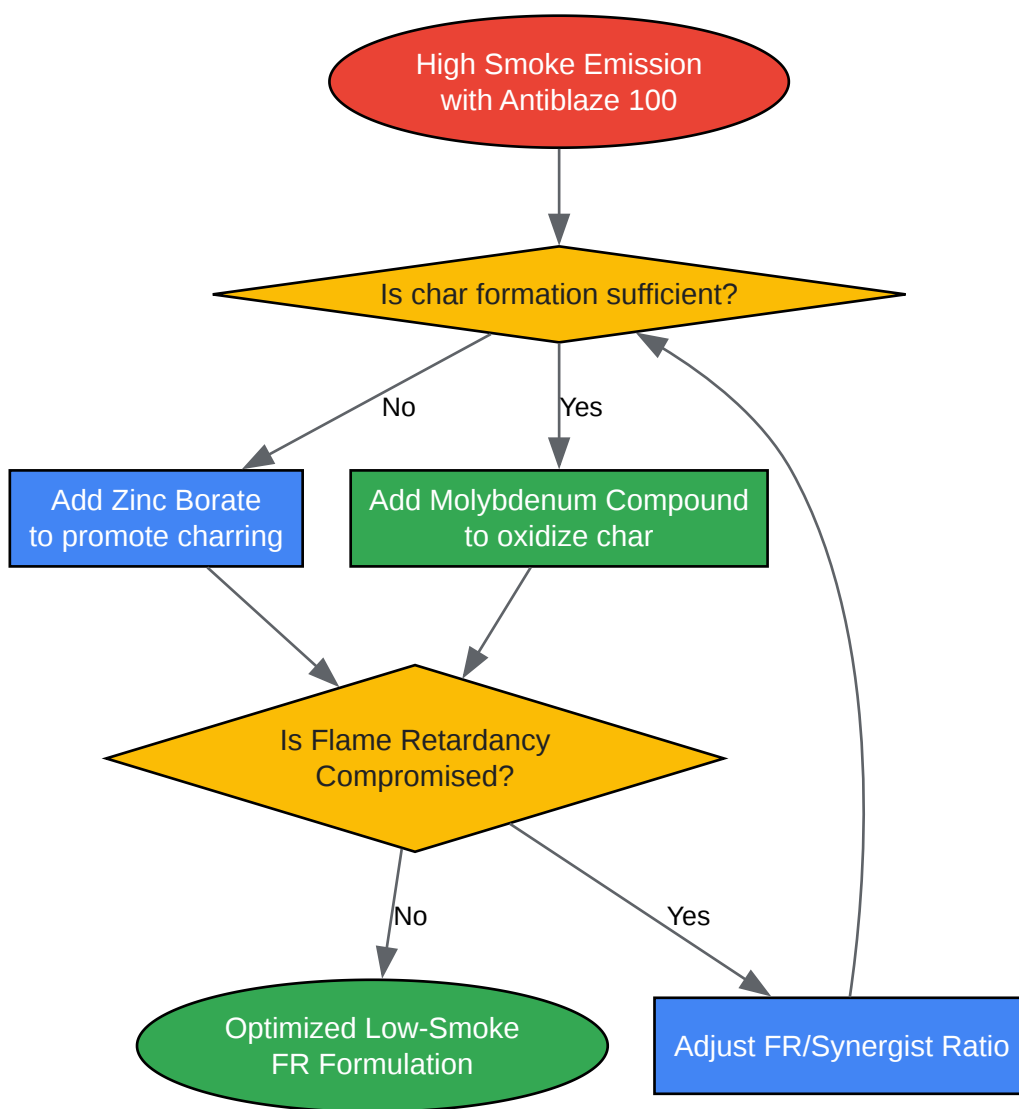 High Smoke Emission
with Antiblaze 100
Is char formation sufficient?
No
Yes
Add Zinc Borate
to promote charring
Add Molybdenum Compound
to oxidize char
Is Flame Retardancy
Compromised?
No
Yes
Optimized Low-Smoke
FR Formulation
Adjust FR/Synergist Ratio